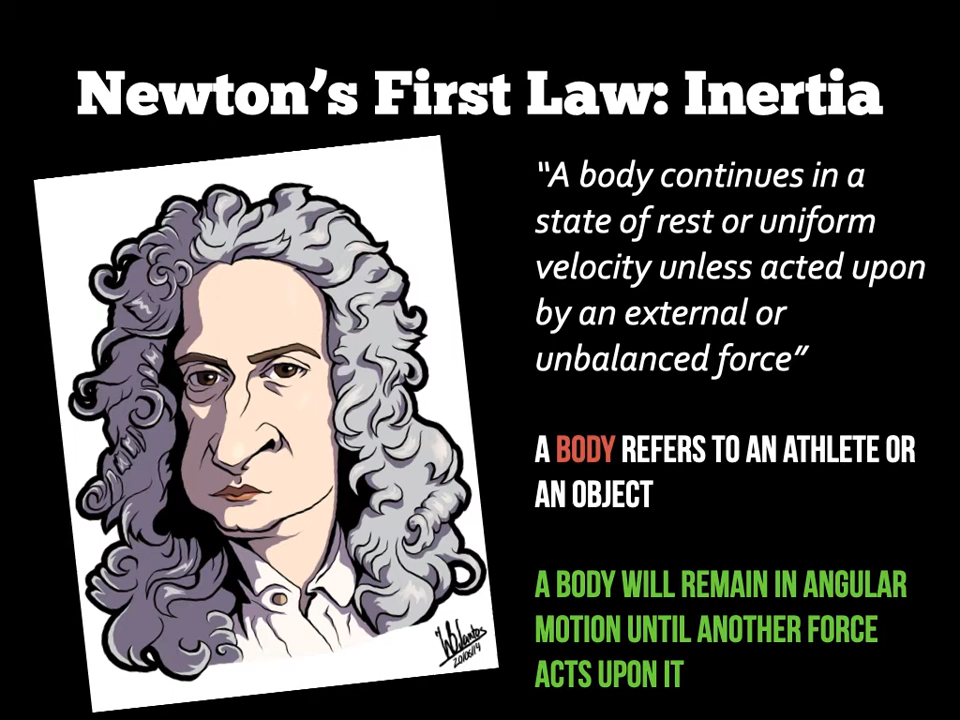 Newton’s First Law: Inertia
“A body continues in a
state of rest or uniform
velocity unless acted upon
by an external or
unbalanced force”
A BODY REFERS TO AN ATHLETE OR
AN OBJECT
A BODY WILL REMAIN IN ANGULAR
MOTION UNTIL ANOTHER FORCE
ACTS UPON IT